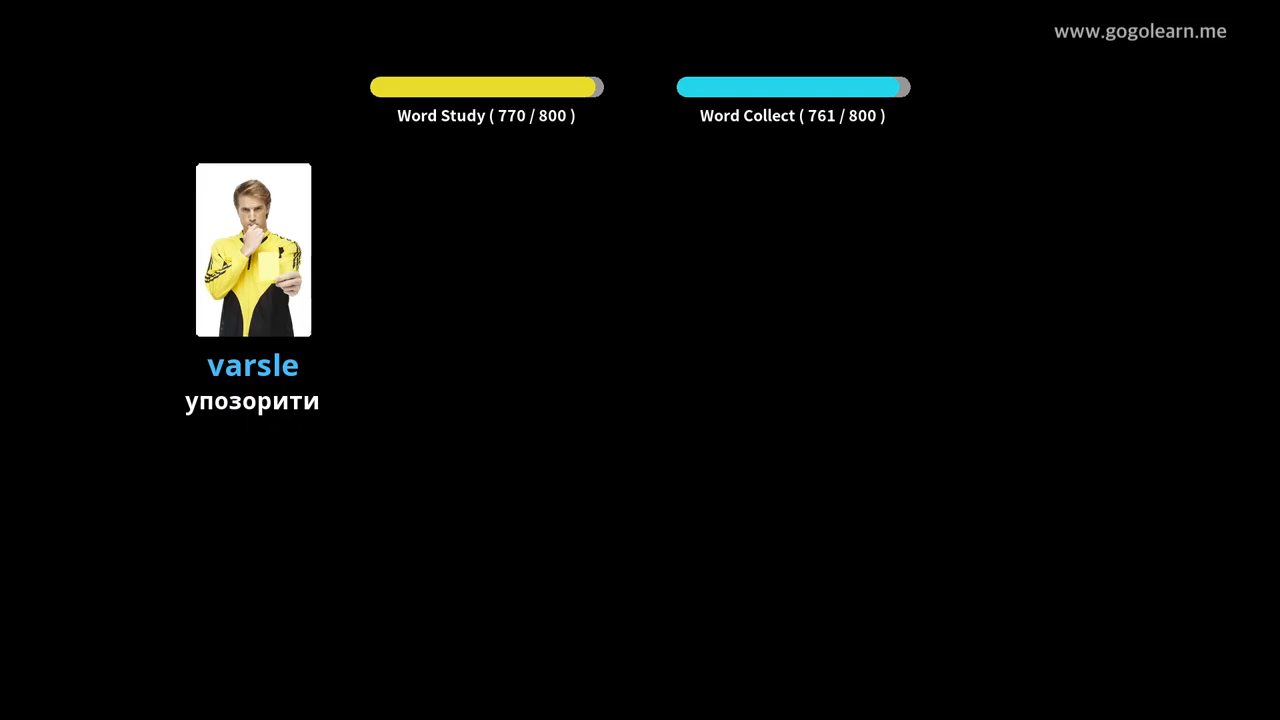 www.gogolearn.me
Word Study ( 770 / 800 )
Word Collect ( 761 / 800 )
varsle
упозорити